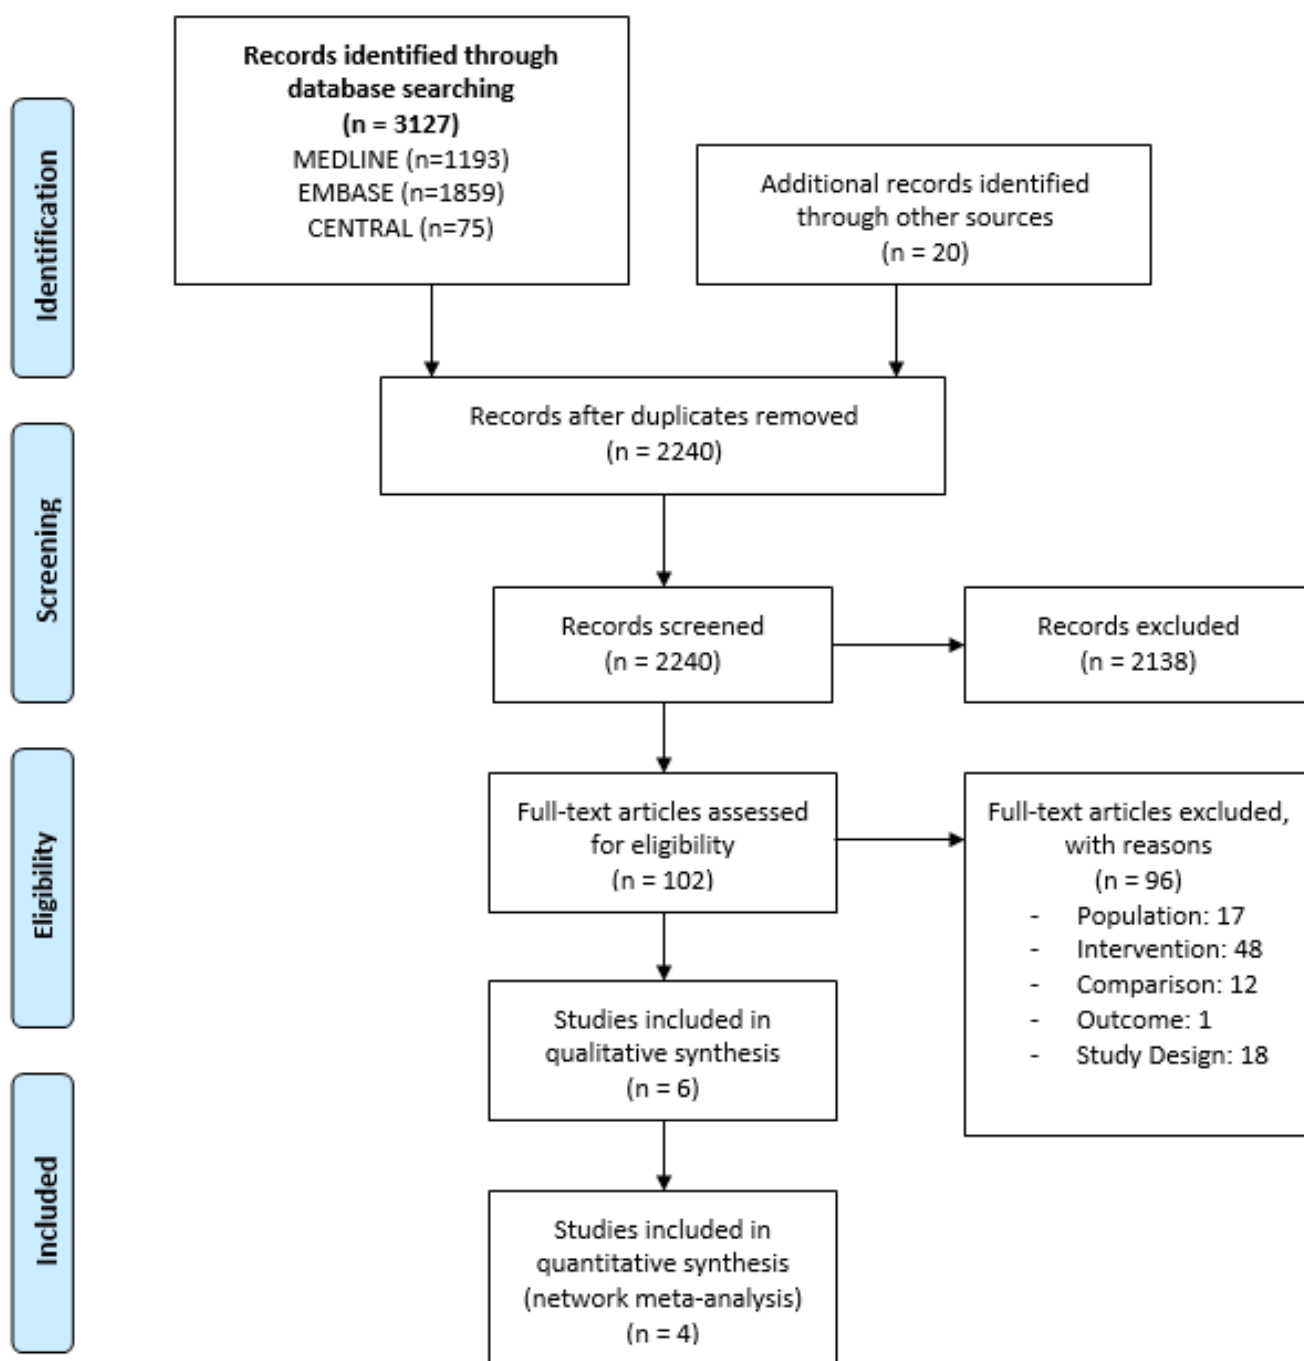 Identification
Records identified through
database searching
(n = 3127)
MEDLINE (n=1193)
EMBASE (n=1859)
CENTRAL (n=75)
Additional records identified
through other sources
(n = 20)
Records after duplicates removed
(n = 2240)
Screening
Records screened
(n = 2240)
Records excluded
(n = 2138)
Eligibility
Full-text articles assessed
for eligibility
(n = 102)
Full-text articles excluded,
with reasons
(n = 96)
- Population: 17
- Intervention: 48
- Comparison: 12
- Outcome: 1
- Study Design: 18
Studies included in
qualitative synthesis
(n = 6)
Included
Studies included in
quantitative synthesis
(network meta-analysis)
(n = 4)